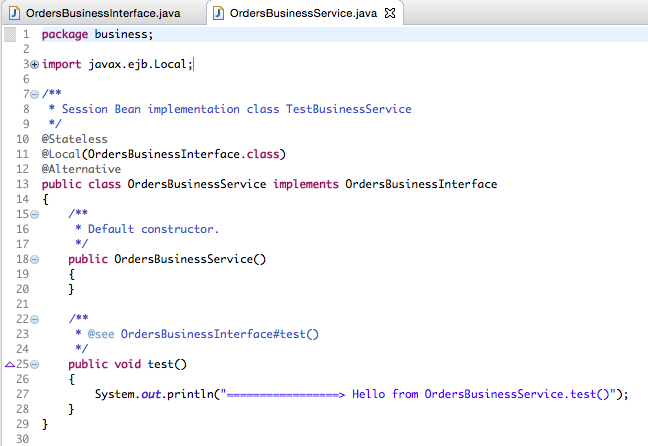 OrdersBusinessInterface.java OrdersBusinessService.java
1 package business;
2
3 import javax.ejb.Local;
6
7 /**
8 * Session Bean implementation class TestBusinessService
9 */
10 @Stateless
11 @Local(OrdersBusinessInterface.class)
12 @Alternative
13 public class OrdersBusinessService implements OrdersBusinessInterface
14 {
15 /**
16 * Default constructor.
17 */
18 public OrdersBusinessService()
19 {
20 }
21
22 /**
23 * @see OrdersBusinessInterface#test()
24 */
25 public void test()
26 {
27 System.out.println("=================> Hello from OrdersBusinessService.test()");
28 }
29 }
30